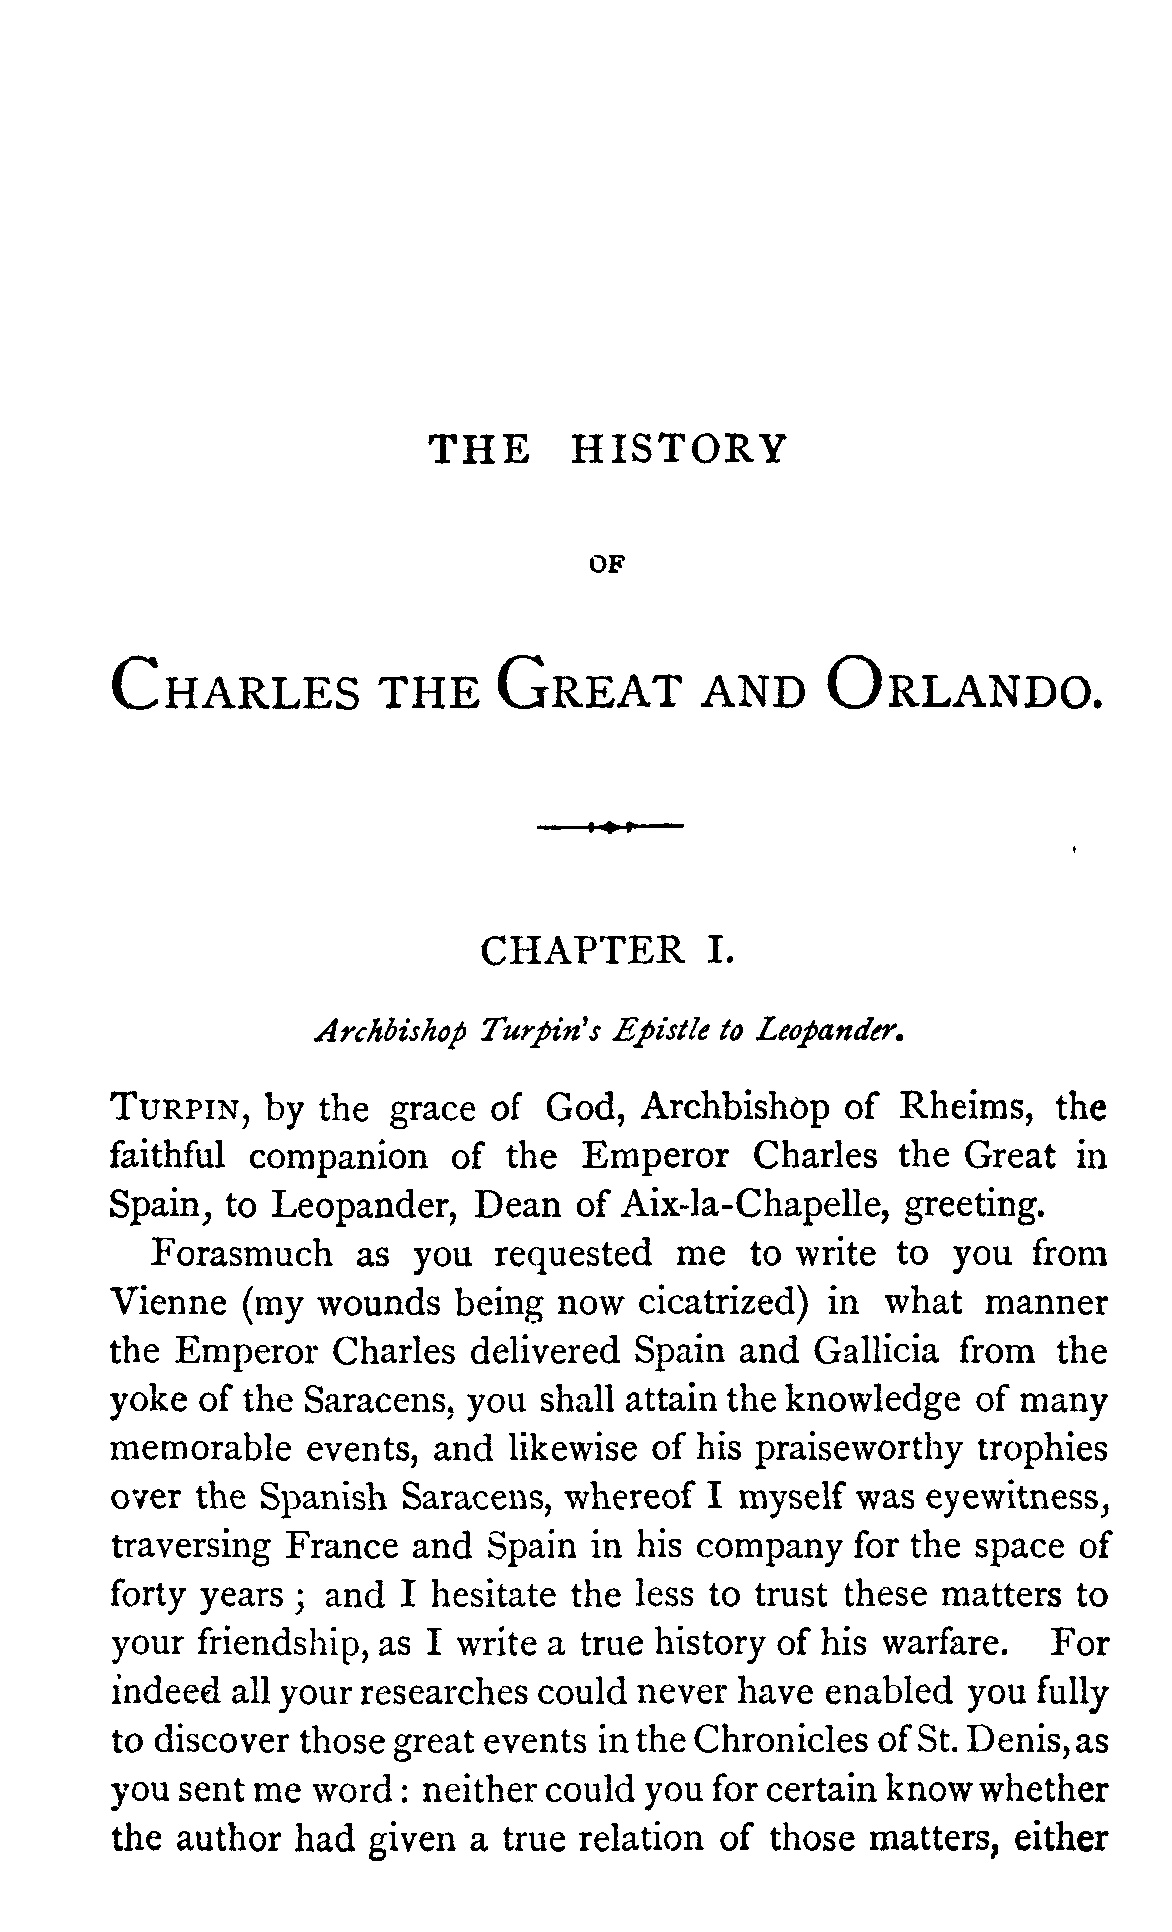 THE HISTORY
OF
CHARLES THE GREAT AND ORLANDO.
CHAPTER I.
Archbishop Turpin's Epistle to Leopander.
TURPIN, by the grace of God, Archbishop of Rheims, the
faithful companion of the Emperor Charles the Great in
Spain, to Leopander, Dean of Aix-la-Chapelle, greeting.
Forasmuch as you requested me to write to you from
Vienne (my wounds being now cicatrized) in what manner
the Emperor Charles delivered Spain and Gallicia from the
yoke of the Saracens, you shall attain the knowledge of many
memorable events, and likewise of his praiseworthy trophies
over the Spanish Saracens, whereof I myself was eyewitness,
traversing France and Spain in his company for the space of
forty years ; and I hesitate the less to trust these matters to
your friendship, as I write a true history of his warfare. For
indeed all your researches could never have enabled you fully
to discover those great events in the Chronicles of St. Denis, as
you sent me word : neither could you for certain know whether
the author had given a true relation of those matters, either